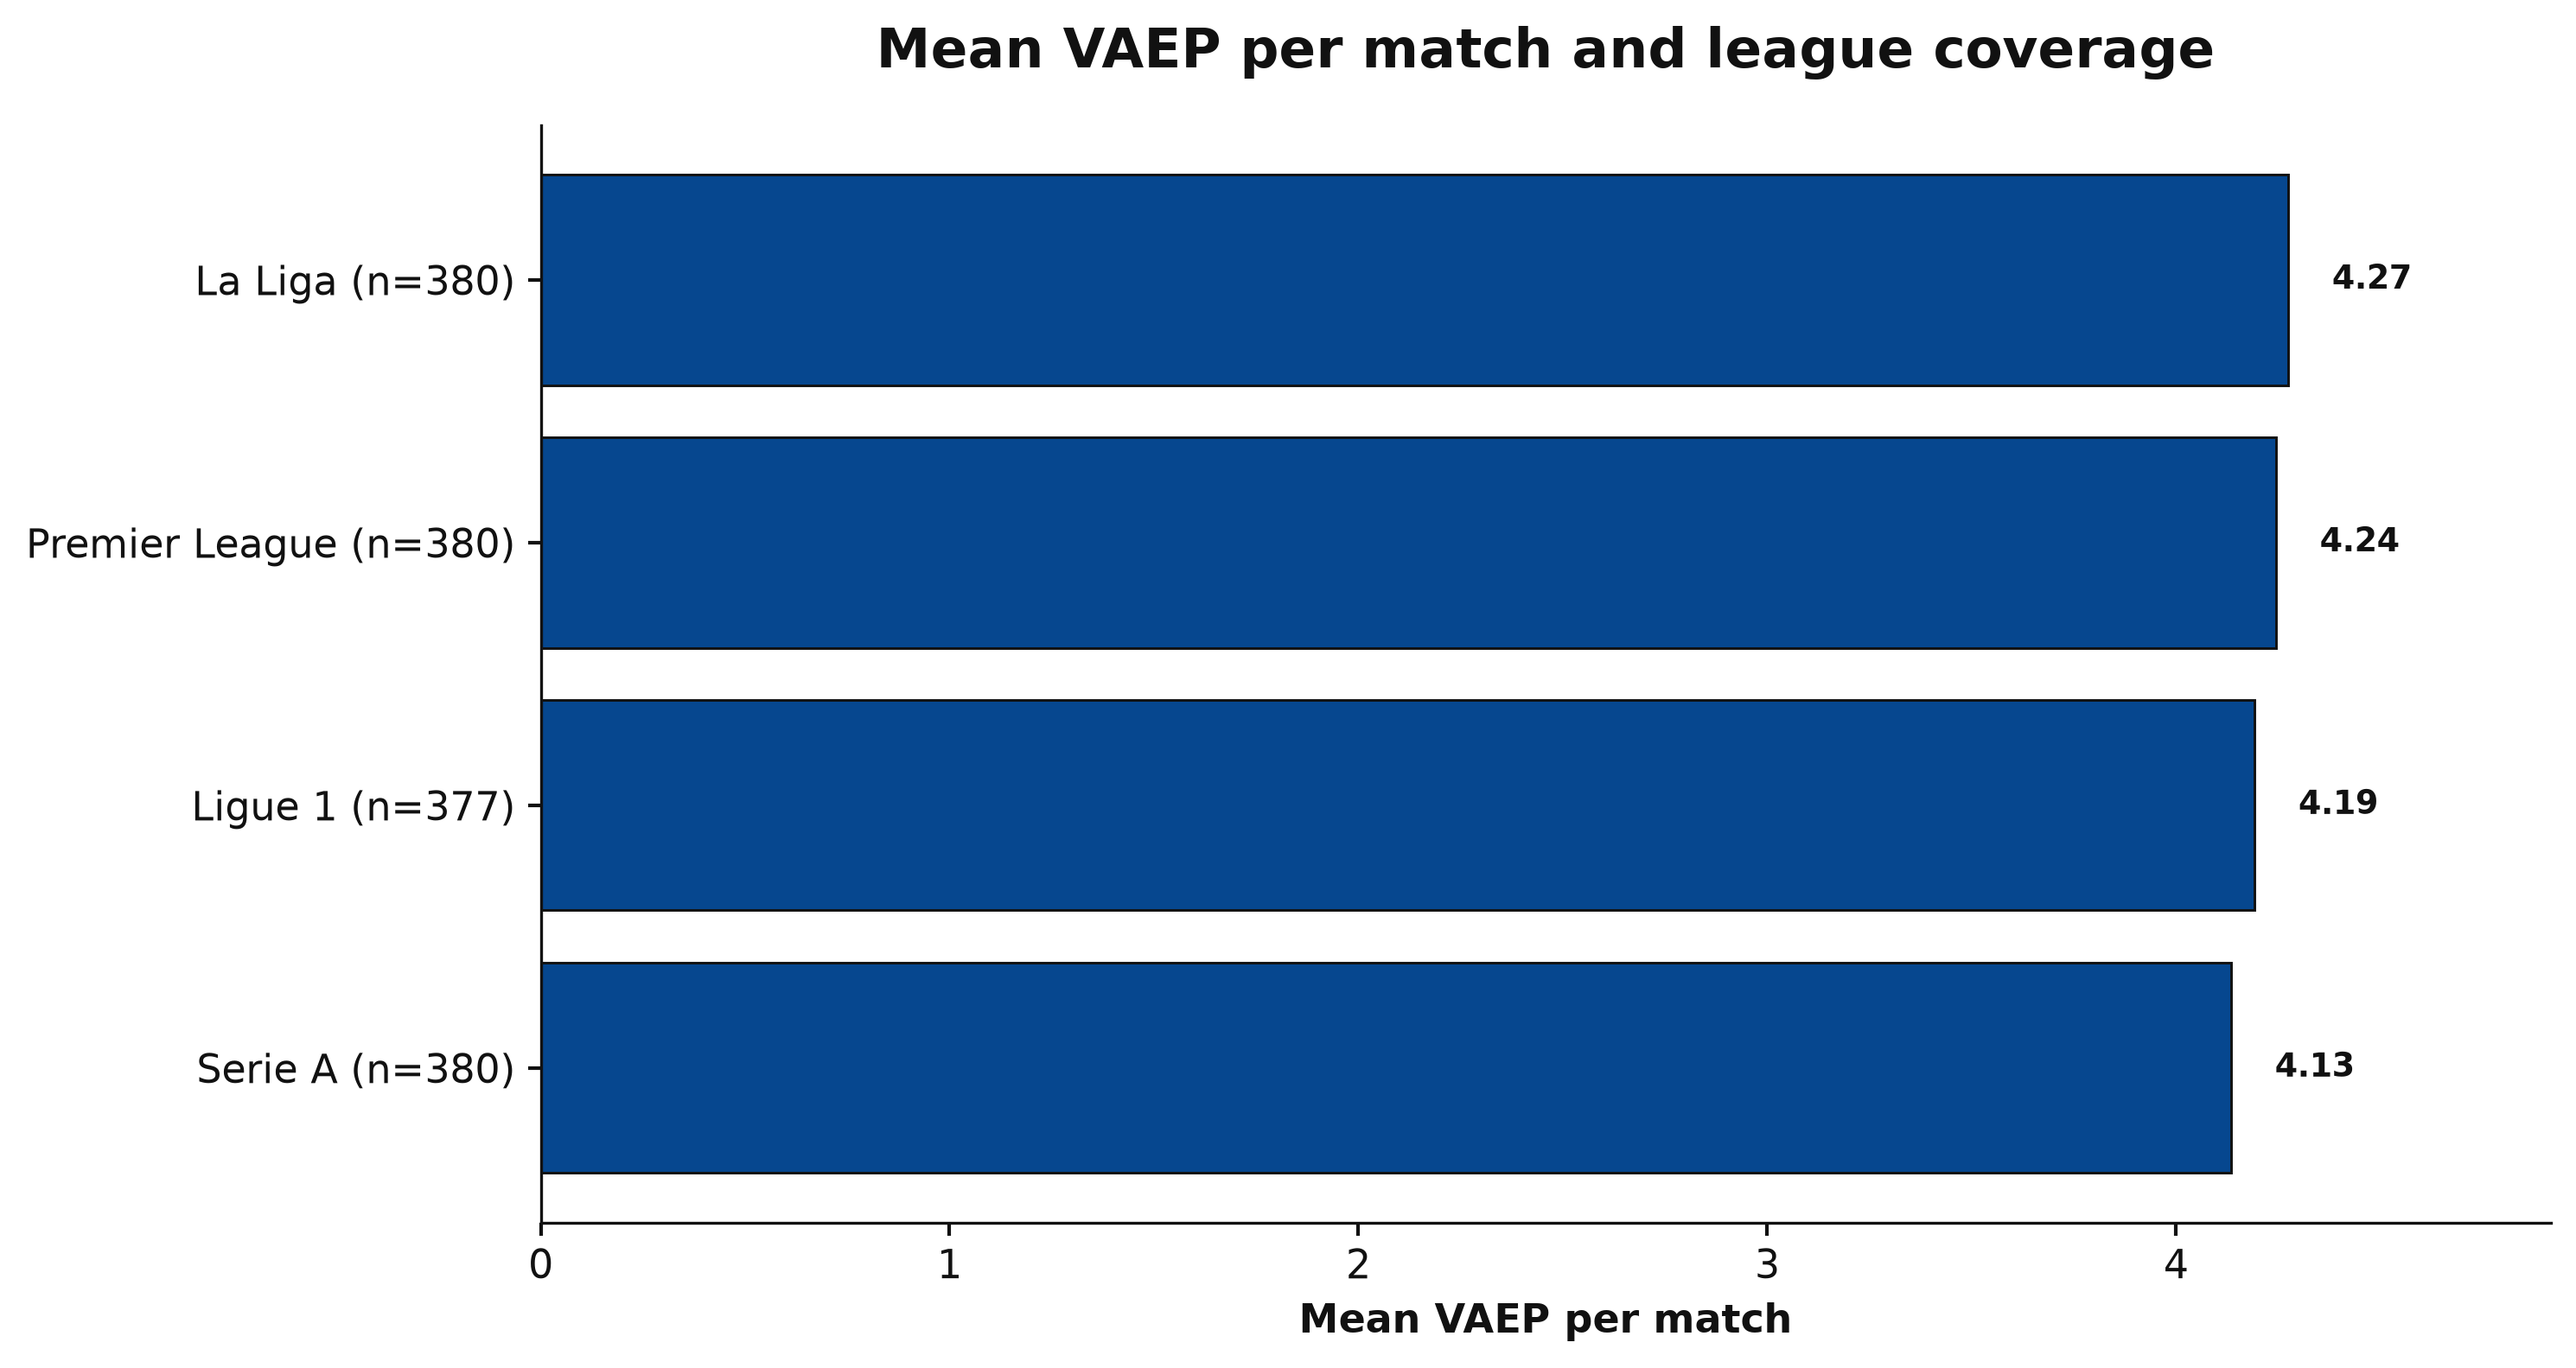 Mean VAEP per match and league coverage
La Liga (n=380)
4.27
Premier League (n=380)
4.24
Ligue 1 (n=377)
4.19
Serie A (n=380)
4.13
0 1 2 3 4
Mean VAEP per match